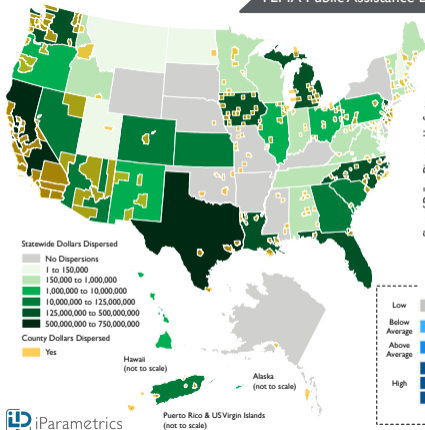 FEMA Public Assistance D
Statewide Dollars Dispersed
No Dispersions
1 to 150,000
150,000 to 1,000,000
1,000,000 to 10,000,000
10,000,000 to 125,000,000
125,000,000 to 500,000,000
500,000,000 to 750,000,000
County Dollars Dispersed
Yes
Hawaii
(not to scale)
Alaska
(not to scale)
Puerto Rico & US Virgin Islands
(not to scale)
Low
Below
Average
Above
Average
High
iParametrics